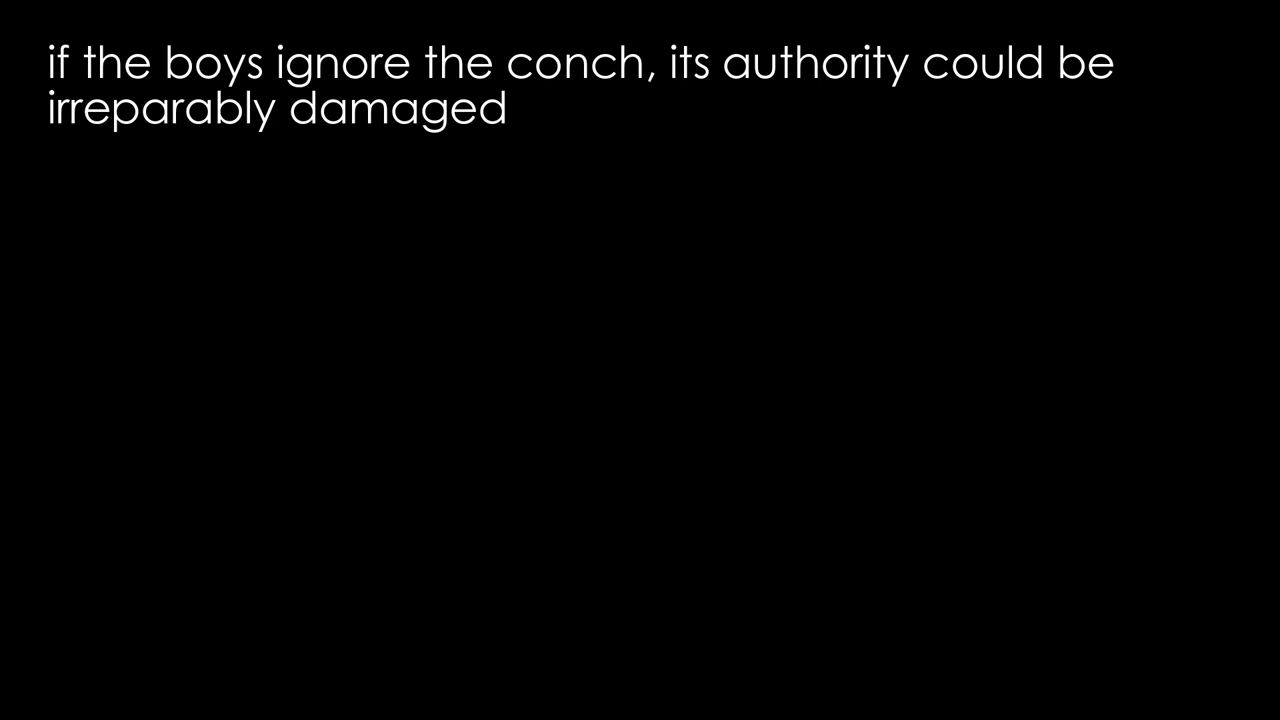 if the boys ignore the conch, its authority could be
irreparably damaged